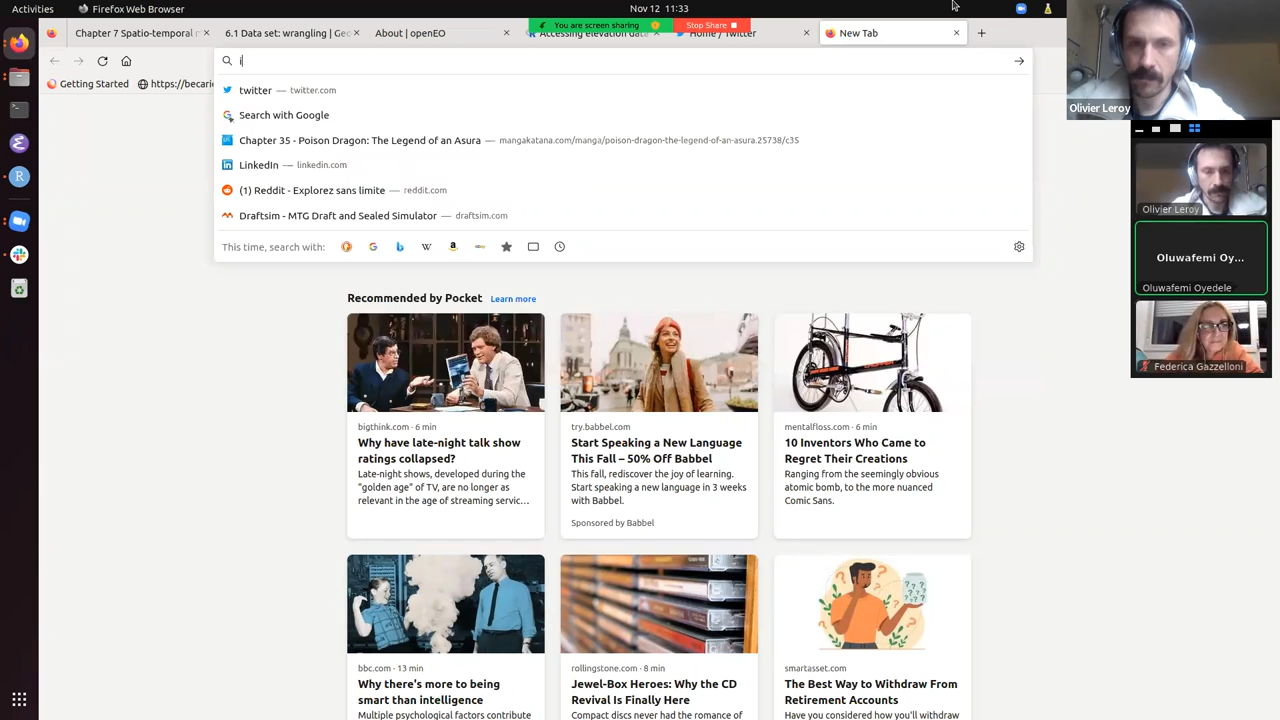 Activities
Firefox Web Browser
Nov 12 11:33
You are screen sharing
Stop Share
Chapter 7 Spatio-temporal
6.1 Data set: wrangling | Geo
About | openEO
Accessing elevation data
Home / Twitter
New Tab
i
Getting Started
https://becarie
twitter — twitter.com
Search with Google
Chapter 35 - Poison Dragon: The Legend of an Asura — mangakatana.com/manga/poison-dragon-the-legend-of-an-asura.25738/c35
LinkedIn — linkedin.com
(1) Reddit - Explorez sans limite — reddit.com
Draftsim - MTG Draft and Sealed Simulator — draftsim.com
This time, search with:
Recommended by Pocket Learn more
bigthink.com · 6 min
Why have late-night talk show
ratings collapsed?
Late-night shows, developed during the
"golden age" of TV, are no longer as
relevant in the age of streaming servic…
try.babbel.com
Start Speaking a New Language
This Fall – 50% Off Babbel
This fall, rediscover the joy of learning.
Start speaking a new language in 3 weeks
with Babbel.
Sponsored by Babbel
mentalfloss.com · 6 min
10 Inventors Who Came to
Regret Their Creations
Ranging from the seemingly obvious
atomic bomb, to the more nuanced
Comic Sans.
bbc.com · 13 min
Why there's more to being
smart than intelligence
Multiple psychological factors contribute
rollingstone.com · 8 min
Jewel-Box Heroes: Why the CD
Revival Is Finally Here
Compact discs never had the romance of
smartasset.com
The Best Way to Withdraw From
Retirement Accounts
Have you considered how you'll withdraw
Olivier Leroy
Olivier Leroy
Oluwafemi Oy...
Oluwafemi Oyedele
Federica Gazzelloni